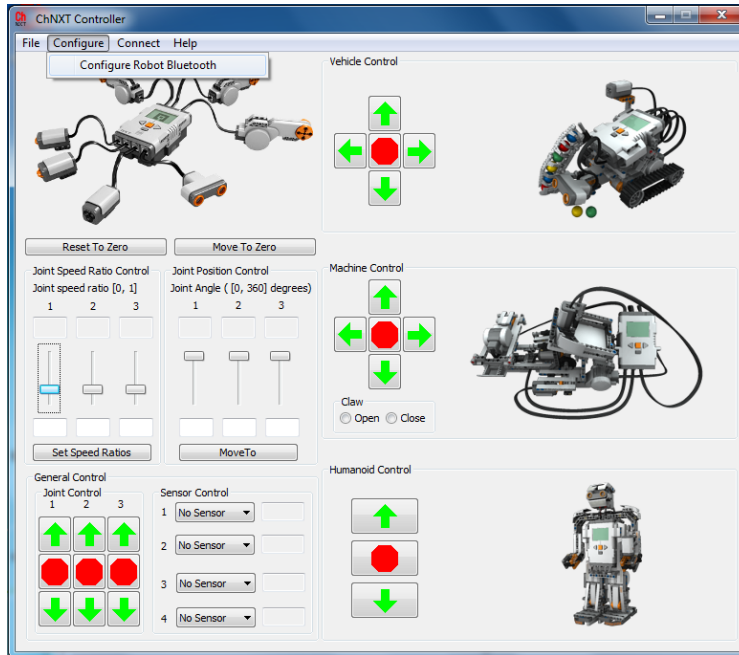 Ch
NXT
ChNXT Controller
File Configure Connect Help
Configure Robot Bluetooth
Vehicle Control
Reset To Zero Move To Zero
Joint Speed Ratio Control
Joint speed ratio [0, 1]
1 2 3
Set Speed Ratios
Joint Position Control
Joint Angle ( [0, 360] degrees)
1 2 3
MoveTo
Machine Control
Claw
Open Close
General Control
Joint Control
1 2 3
Sensor Control
1 No Sensor
2 No Sensor
3 No Sensor
4 No Sensor
Humanoid Control